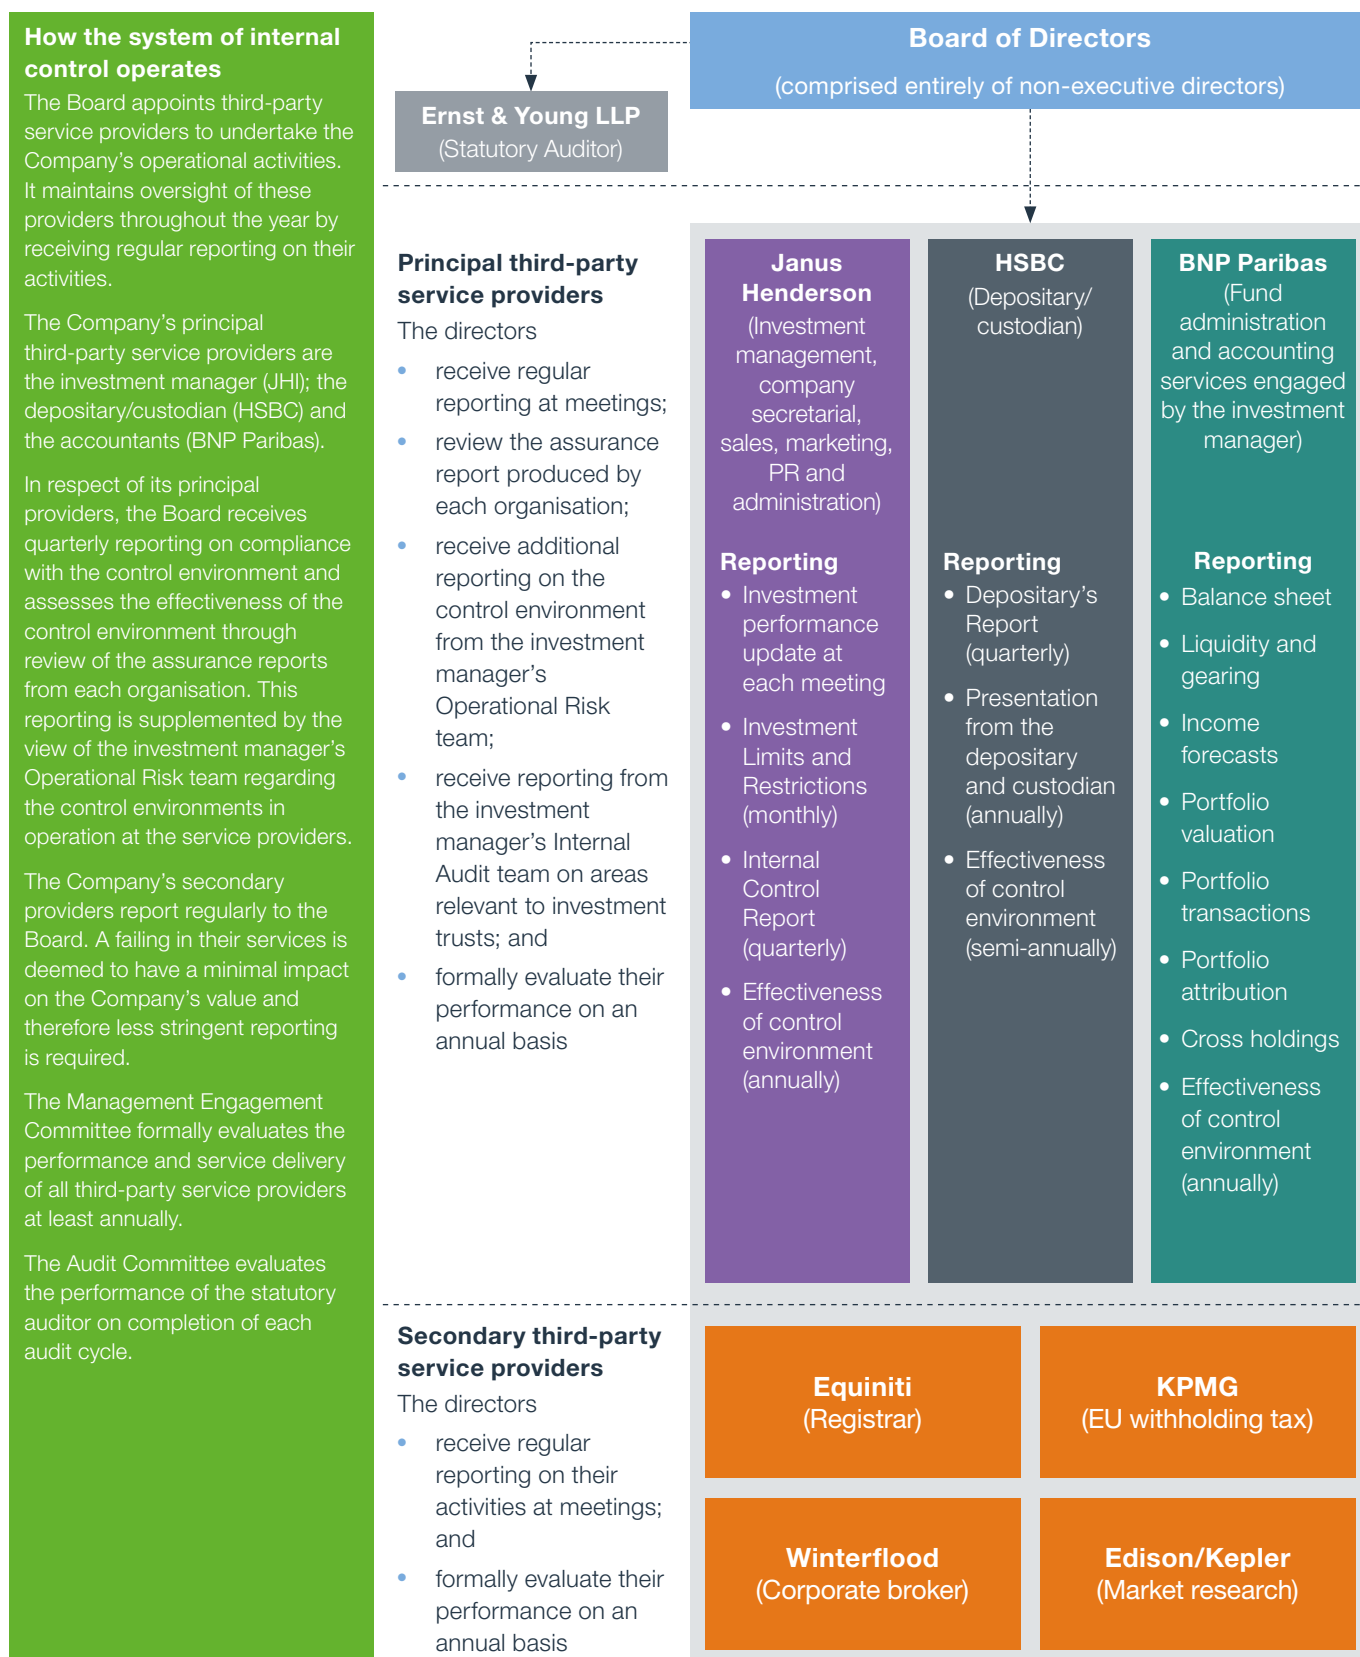 How the system of internal
control operates
The Board appoints third-party
service providers to undertake the
Company's operational activities.
It maintains oversight of these
providers throughout the year by
receiving regular reporting on their
activities.
The Company's principal
third-party service providers are
the investment manager (JHI); the
depositary/custodian (HSBC) and
the accountants (BNP Paribas).
In respect of its principal
providers, the Board receives
quarterly reporting on compliance
with the control environment and
assesses the effectiveness of the
control environment through
review of the assurance reports
from each organisation. This
reporting is supplemented by the
view of the investment manager's
Operational Risk team regarding
the control environments in
operation at the service providers.
The Company's secondary
providers report regularly to the
Board. A failing in their services is
deemed to have a minimal impact
on the Company's value and
therefore less stringent reporting
is required.
The Management Engagement
Committee formally evaluates the
performance and service delivery
of all third-party service providers
at least annually.
The Audit Committee evaluates
the performance of the statutory
auditor on completion of each
audit cycle.
Board of Directors
(comprised entirely of non-executive directors)
Ernst & Young LLP
(Statutory Auditor)
Principal third-party
service providers
The directors
• receive regular
reporting at meetings;
• review the assurance
report produced by
each organisation;
• receive additional
reporting on the
control environment
from the investment
manager's
Operational Risk
team;
• receive reporting from
the investment
manager's Internal
Audit team on areas
relevant to investment
trusts; and
• formally evaluate their
performance on an
annual basis
Janus
Henderson
(Investment
management,
company
secretarial,
sales, marketing,
PR and
administration)
Reporting
• Investment
performance
update at
each meeting
• Investment
Limits and
Restrictions
(monthly)
• Internal
Control
Report
(quarterly)
• Effectiveness
of control
environment
(annually)
HSBC
(Depositary/
custodian)
Reporting
• Depositary's
Report
(quarterly)
• Presentation
from the
depositary
and custodian
(annually)
• Effectiveness
of control
environment
(semi-annually)
BNP Paribas
(Fund
administration
and accounting
services engaged
by the investment
manager)
Reporting
• Balance sheet
• Liquidity and
gearing
• Income
forecasts
• Portfolio
valuation
• Portfolio
transactions
• Portfolio
attribution
• Cross holdings
• Effectiveness
of control
environment
(annually)
Secondary third-party
service providers
The directors
• receive regular
reporting on their
activities at meetings;
and
• formally evaluate their
performance on an
annual basis
Equiniti
(Registrar)
KPMG
(EU withholding tax)
Winterflood
(Corporate broker)
Edison/Kepler
(Market research)